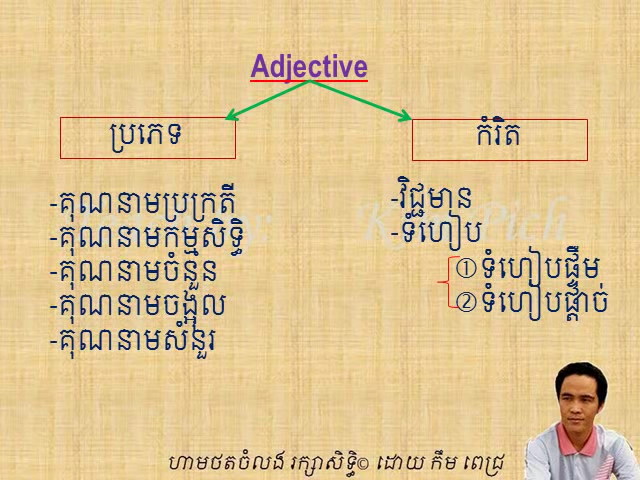 Adjective
ប្រភេទ
កំរិត
-គុណនាមប្រក្រតី
-គុណនាមកម្មសិទ្ធិ
-គុណនាមចំនួន
-គុណនាមចង្អុល
-គុណនាមសំនួរ
-វិជ្ជមាន
-ទំហៀប
①ទំហៀបផ្ទឹម
②ទំហៀបផ្តាច់
ហាមថតចំលង រក្សាសិទ្ធិ© ដោយ កឹម ពេជ្រ